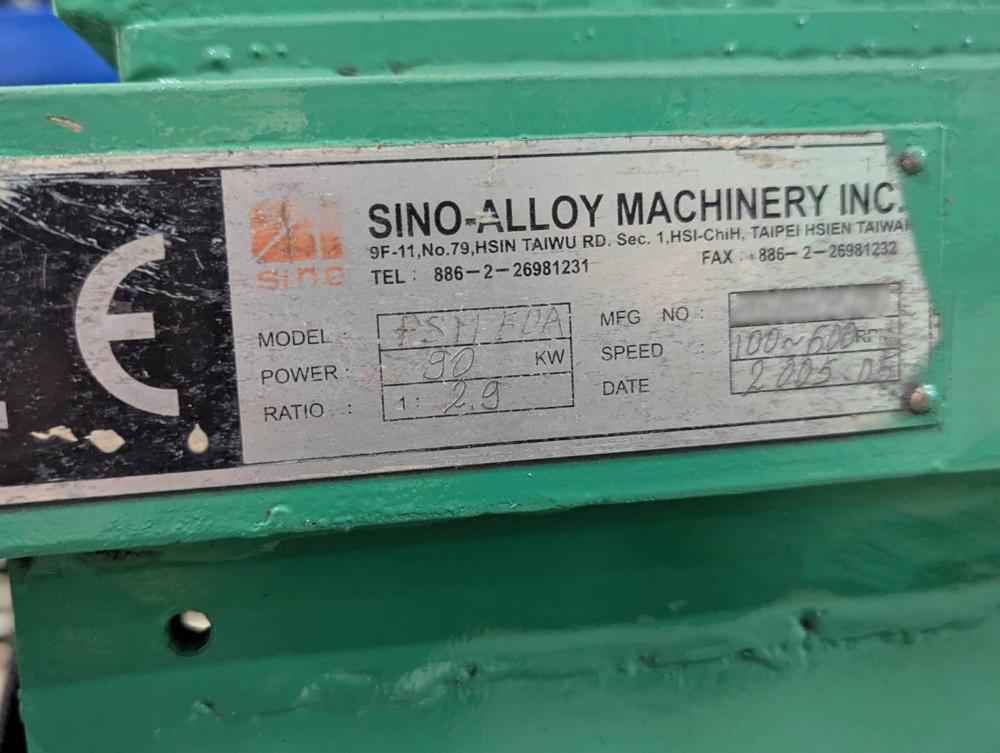 CE
sino
SINO-ALLOY MACHINERY INC.
9F-11,No.79,HSIN TAIWU RD. Sec. 1,HSI-ChiH, TAIPEI HSIEN TAIWA
TEL : 886-2-26981231 FAX : 886-2-26981232
MODEL :
MFG NO :
POWER : 90 KW
SPEED : 100~600RPM
RATIO : 1: 2.9
DATE 2005.05